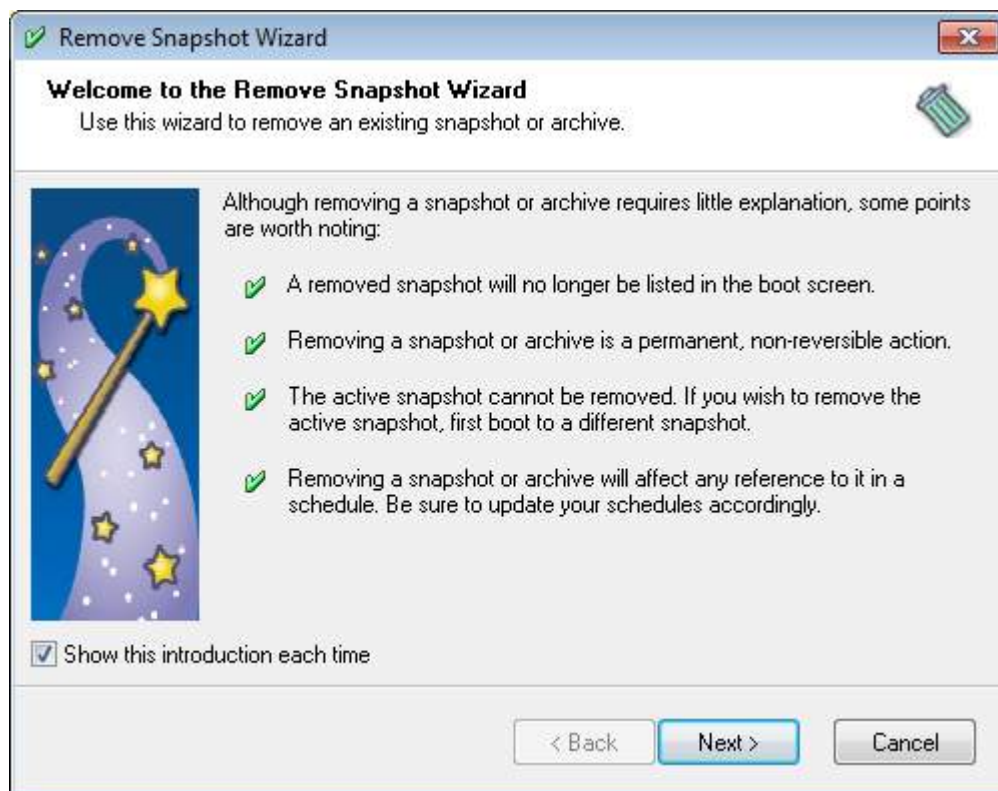 Remove Snapshot Wizard
Welcome to the Remove Snapshot Wizard
Use this wizard to remove an existing snapshot or archive.
Although removing a snapshot or archive requires little explanation, some points
are worth noting:
A removed snapshot will no longer be listed in the boot screen.
Removing a snapshot or archive is a permanent, non-reversible action.
The active snapshot cannot be removed. If you wish to remove the
active snapshot, first boot to a different snapshot.
Removing a snapshot or archive will affect any reference to it in a
schedule. Be sure to update your schedules accordingly.
Show this introduction each time
< Back
Next >
Cancel